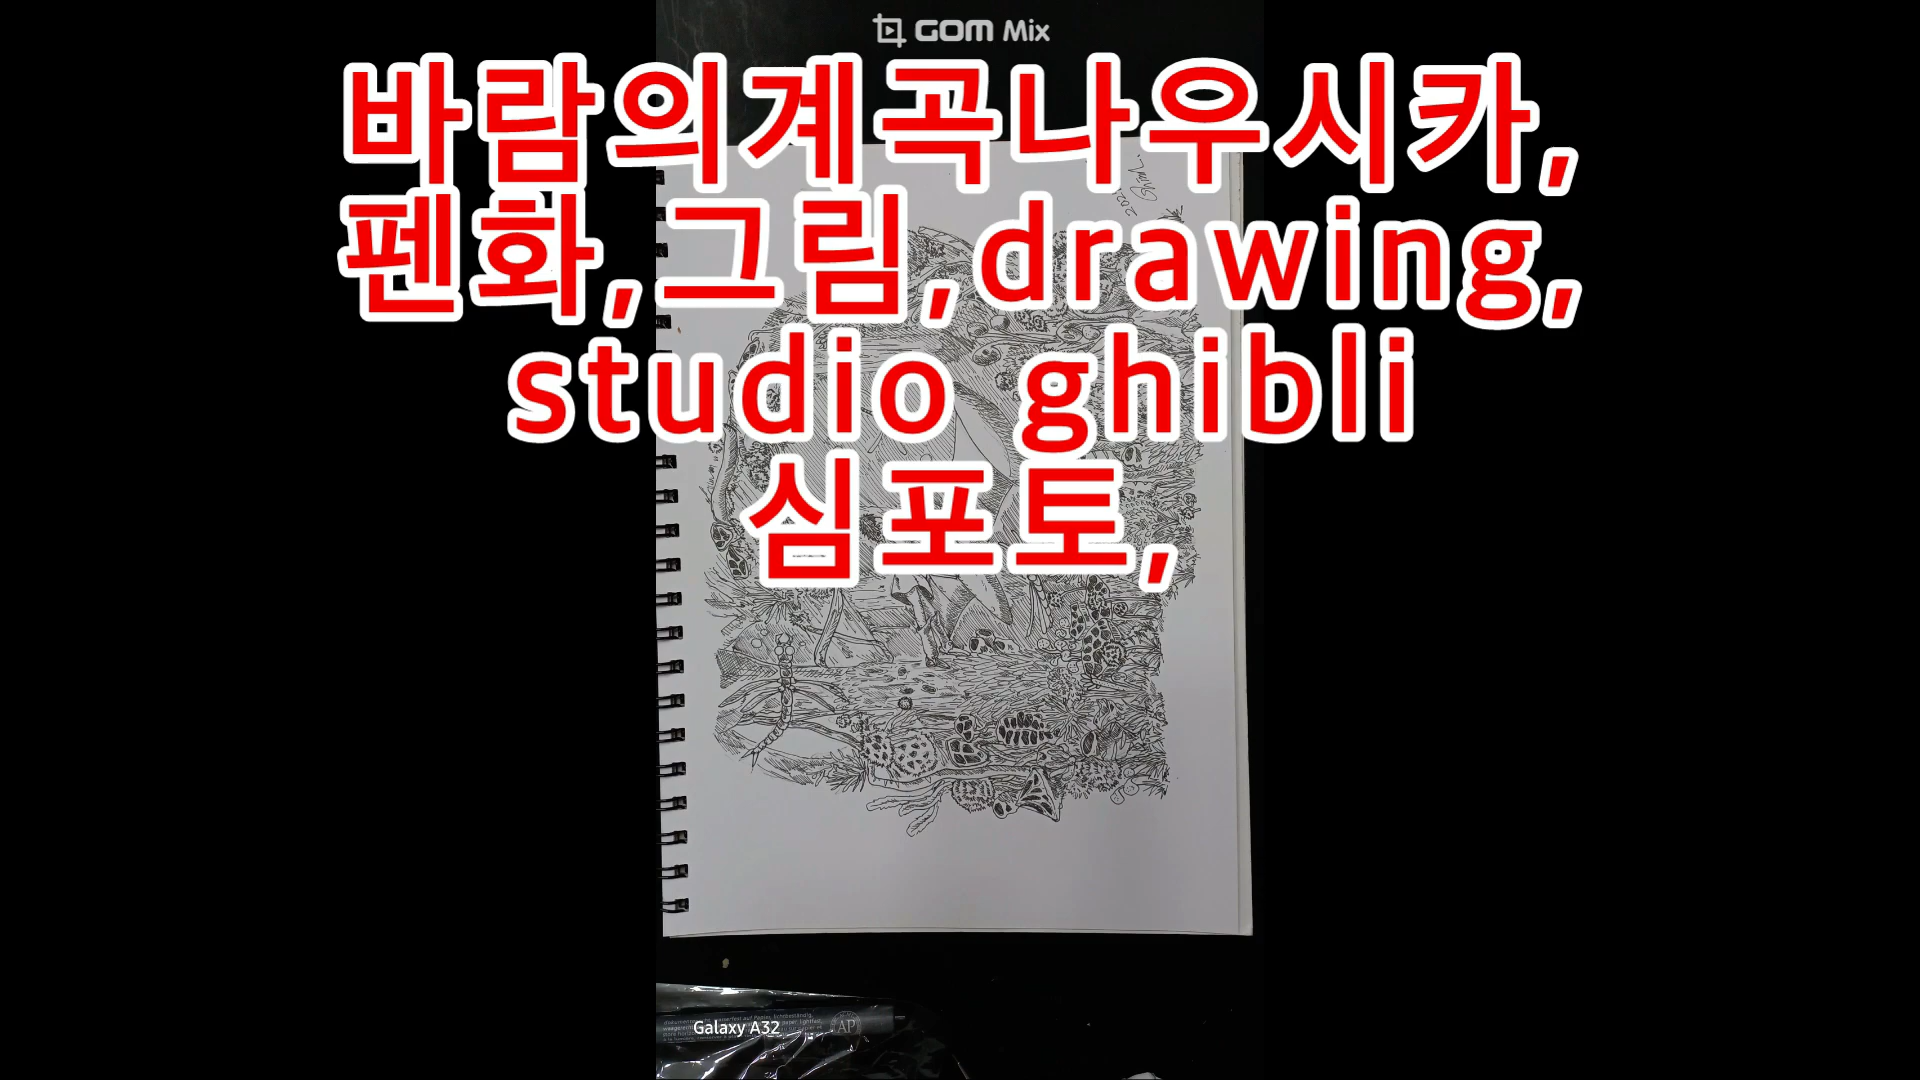 GOM Mix
바람의계곡나우시카,
펜화,그림,drawing,
studio ghibli
심포토,
Galaxy A32
AP